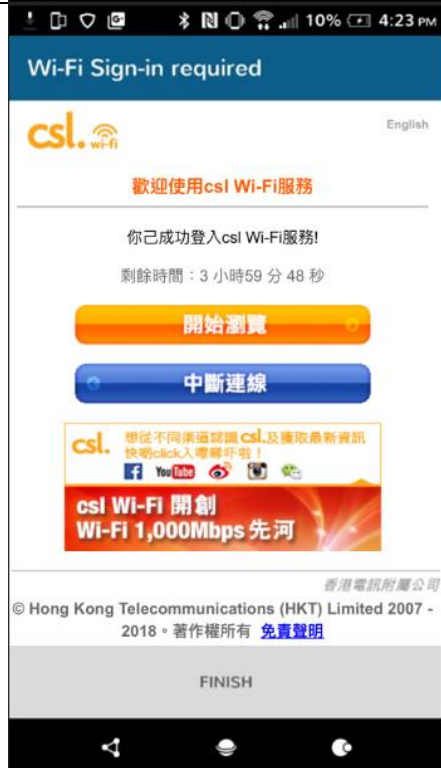 10% 4:23 PM
Wi-Fi Sign-in required
csl. wi-fi
English
歡迎使用csl Wi-Fi服務
你已成功登入csl Wi-Fi服務!
剩餘時間：3 小時59 分 48 秒
開始瀏覽
中斷連線
csl. 想從不同渠道認識csl.及獲取最新資訊
快啲click入嚟睇吓啦！
YouTube
csl Wi-Fi 開創
Wi-Fi 1,000Mbps 先河
香港電訊附屬公司
© Hong Kong Telecommunications (HKT) Limited 2007 -
2018。著作權所有 免責聲明
FINISH